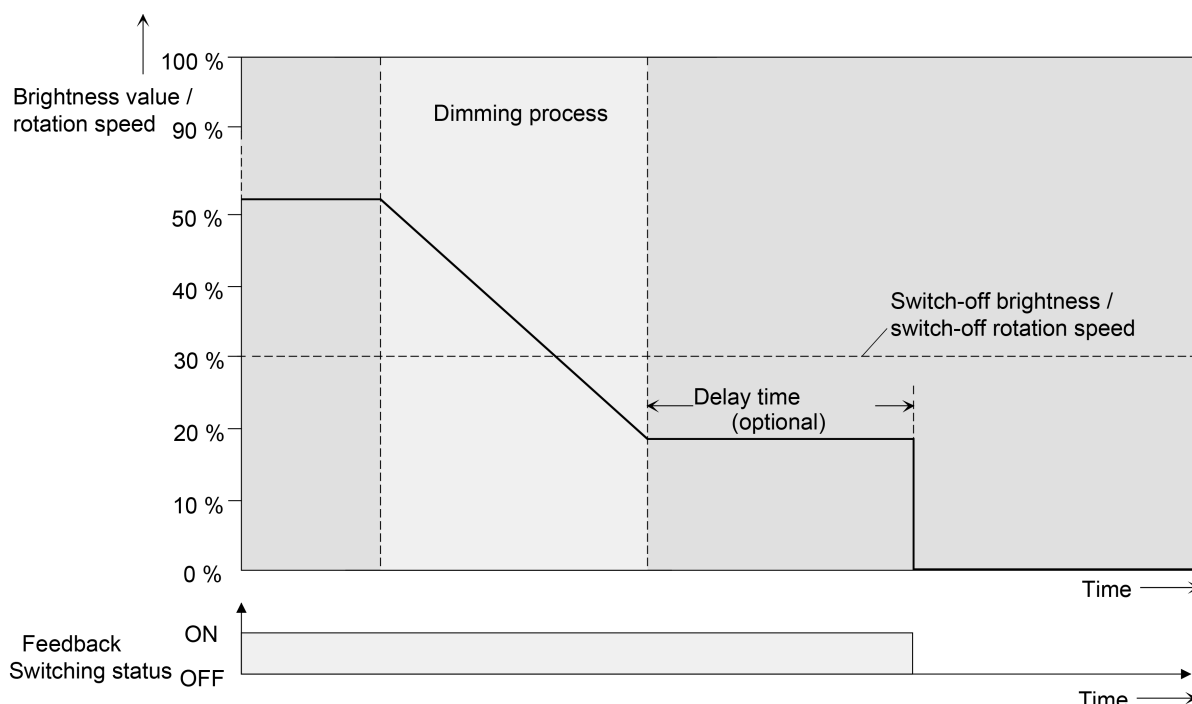 100 %
Brightness value /
rotation speed
90 %
Dimming process
50 %
40 %
Switch-off brightness /
switch-off rotation speed
30 %
Delay time
(optional)
20 %
10 %
0 %
Time
ON
Feedback
Switching status
OFF
Time